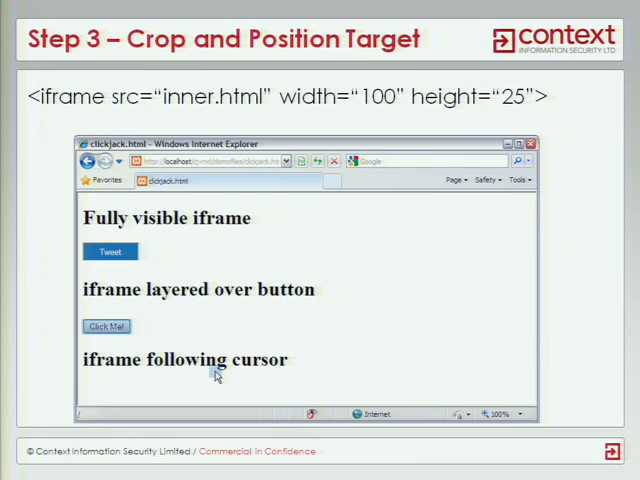 Step 3 – Crop and Position Target
context
INFORMATION SECURITY LTD
<iframe src=“inner.html” width=“100” height=“25”>
clickjack.html - Windows Internet Explorer
Google
Favorites
clickjack.html
Page
Safety
Tools
Fully visible iframe
Tweet
iframe layered over button
Click Me!
iframe following cursor
Internet
100%
© Context Information Security Limited / Commercial in Confidence